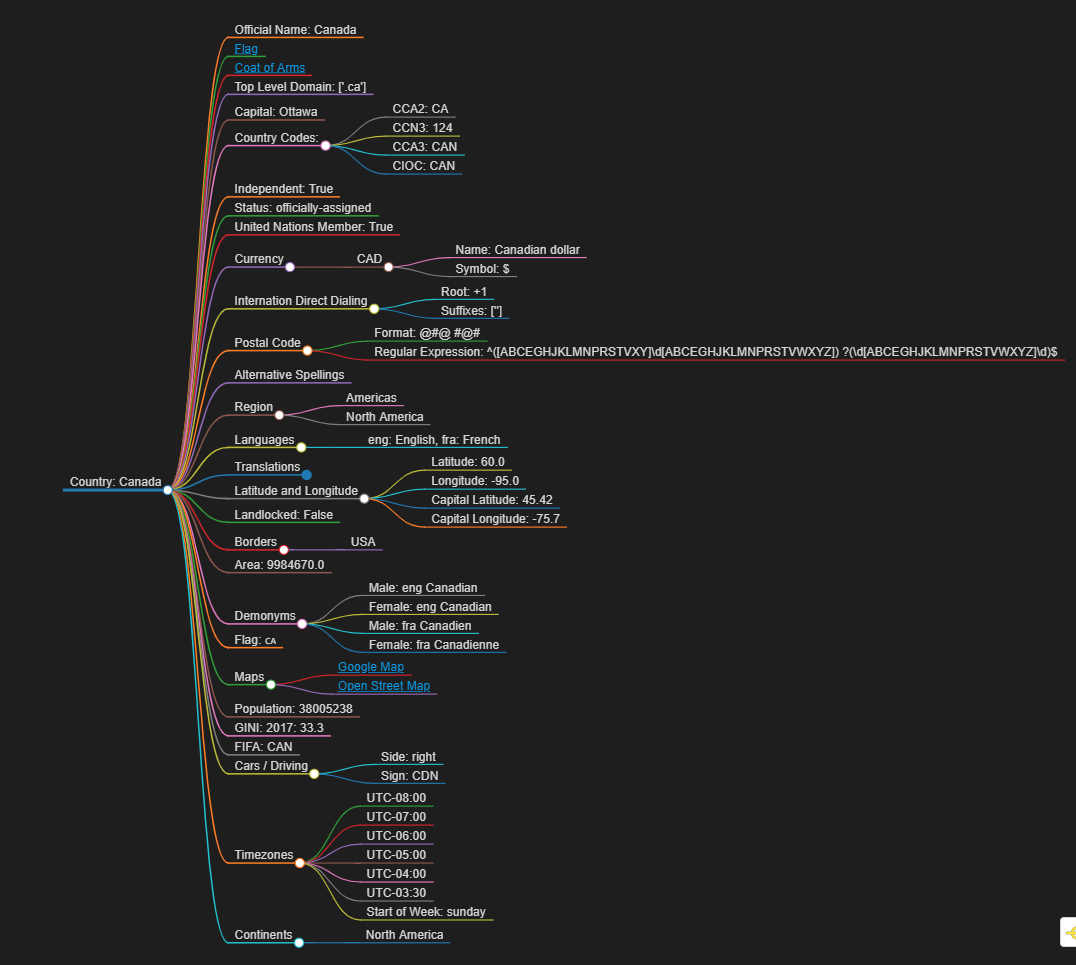 Official Name: Canada
Flag
Coat of Arms
Top Level Domain: ['.ca']
Capital: Ottawa
Country Codes:
CCA2: CA
CCN3: 124
CCA3: CAN
CIOC: CAN
Independent: True
Status: officially-assigned
United Nations Member: True
Currency
CAD
Name: Canadian dollar
Symbol: $
Internation Direct Dialing
Root: +1
Suffixes: ['']
Postal Code
Format: @#@ #@#
Regular Expression: ^([ABCEGHJKLMNPRSTVXY]\d[ABCEGHJKLMNPRSTVWXYZ]) ?(\d[ABCEGHJKLMNPRSTVWXYZ]\d)$
Alternative Spellings
Region
Americas
North America
Languages
eng: English, fra: French
Translations
Country: Canada
Latitude and Longitude
Latitude: 60.0
Longitude: -95.0
Capital Latitude: 45.42
Capital Longitude: -75.7
Landlocked: False
Borders
USA
Area: 9984670.0
Demonyms
Male: eng Canadian
Female: eng Canadian
Male: fra Canadien
Female: fra Canadienne
Flag: CA
Maps
Google Map
Open Street Map
Population: 38005238
GINI: 2017: 33.3
FIFA: CAN
Cars / Driving
Side: right
Sign: CDN
Timezones
UTC-08:00
UTC-07:00
UTC-06:00
UTC-05:00
UTC-04:00
UTC-03:30
Start of Week: sunday
Continents
North America